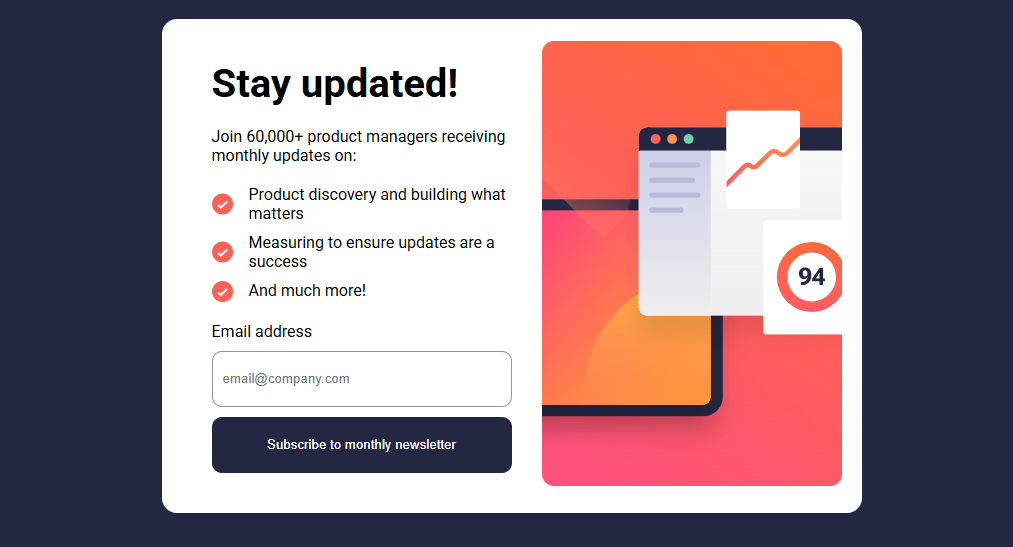 Stay updated!
Join 60,000+ product managers receiving
monthly updates on:
Product discovery and building what
matters
Measuring to ensure updates are a
success
And much more!
Email address
email@company.com
Subscribe to monthly newsletter
94